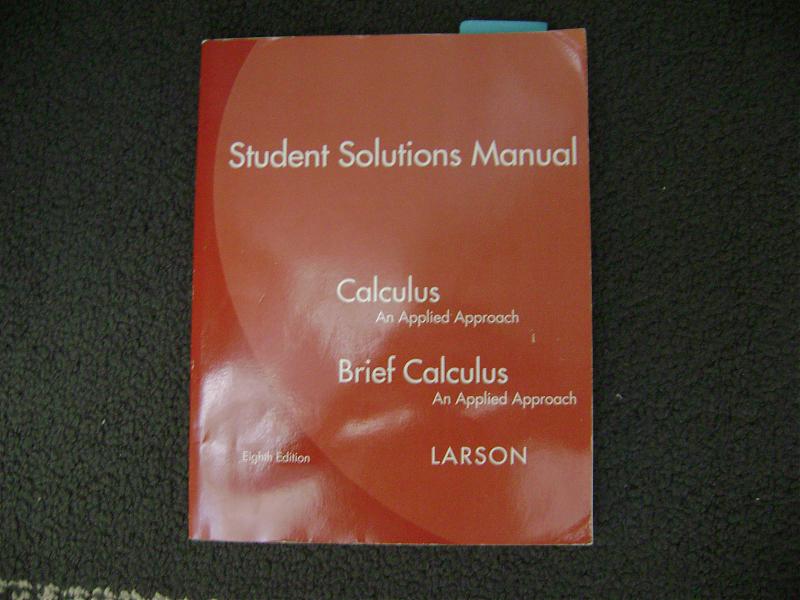 Student Solutions Manual
Calculus
An Applied Approach
Brief Calculus
An Applied Approach
Eighth Edition
LARSON